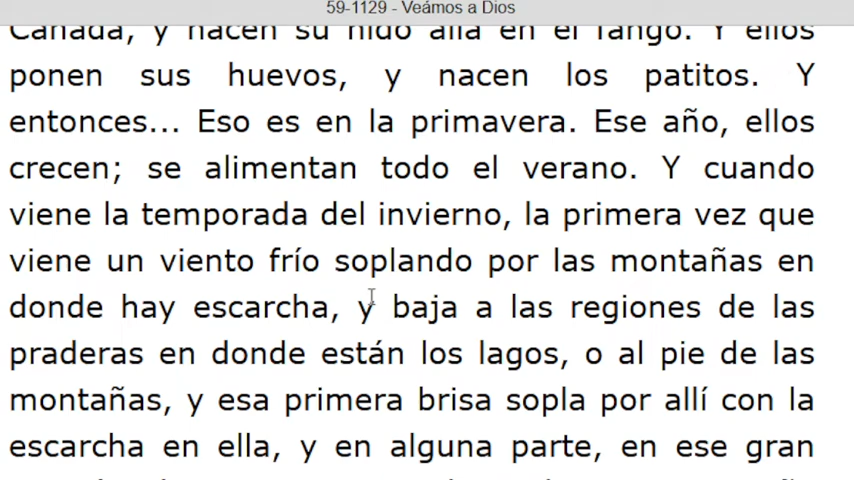 59-1129 - Veámos a Dios
Canadá, y hacen su nido allá en el fango. Y ellos
ponen sus huevos, y nacen los patitos. Y
entonces... Eso es en la primavera. Ese año, ellos
crecen; se alimentan todo el verano. Y cuando
viene la temporada del invierno, la primera vez que
viene un viento frío soplando por las montañas en
donde hay escarcha, y baja a las regiones de las
praderas en donde están los lagos, o al pie de las
montañas, y esa primera brisa sopla por allí con la
escarcha en ella, y en alguna parte, en ese gran